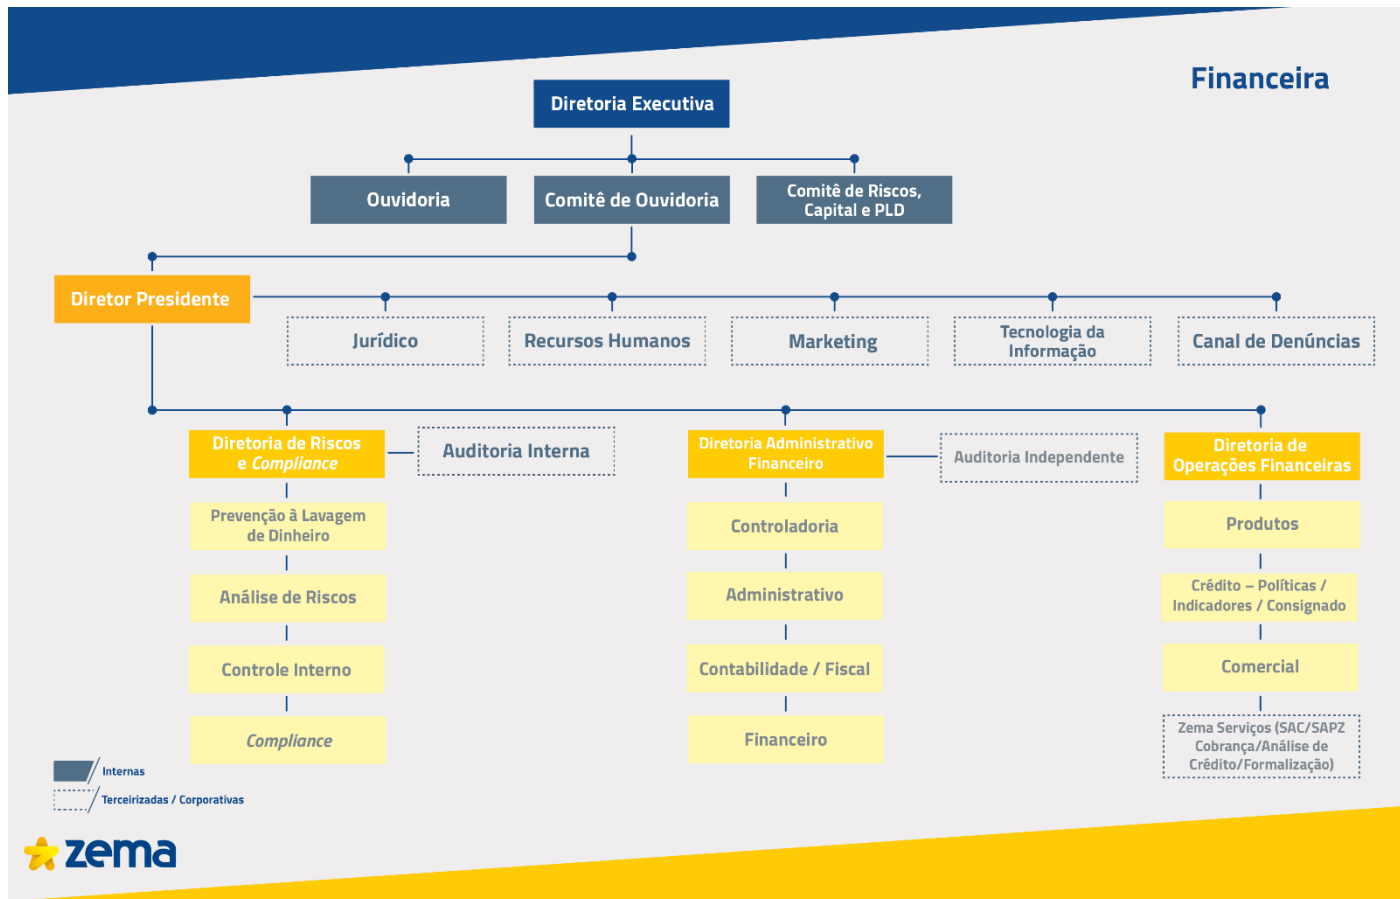 Financeira
Diretoria Executiva
Ouvidoria
Comitê de Ouvidoria
Comitê de Riscos,
Capital e PLD
Diretor Presidente
Jurídico
Recursos Humanos
Marketing
Tecnologia da
Informação
Canal de Denúncias
Diretoria de Riscos
e Compliance
Auditoria Interna
Diretoria Administrativo
Financeiro
Auditoria Independente
Diretoria de
Operações Financeiras
Prevenção à Lavagem
de Dinheiro
Controladoria
Produtos
Análise de Riscos
Administrativo
Crédito – Políticas /
Indicadores / Consignado
Controle Interno
Contabilidade / Fiscal
Comercial
Compliance
Financeiro
Zema Serviços (SAC/SAPZ
Cobrança/Análise de
Crédito/Formalização)
Internas
Terceirizadas / Corporativas
zema